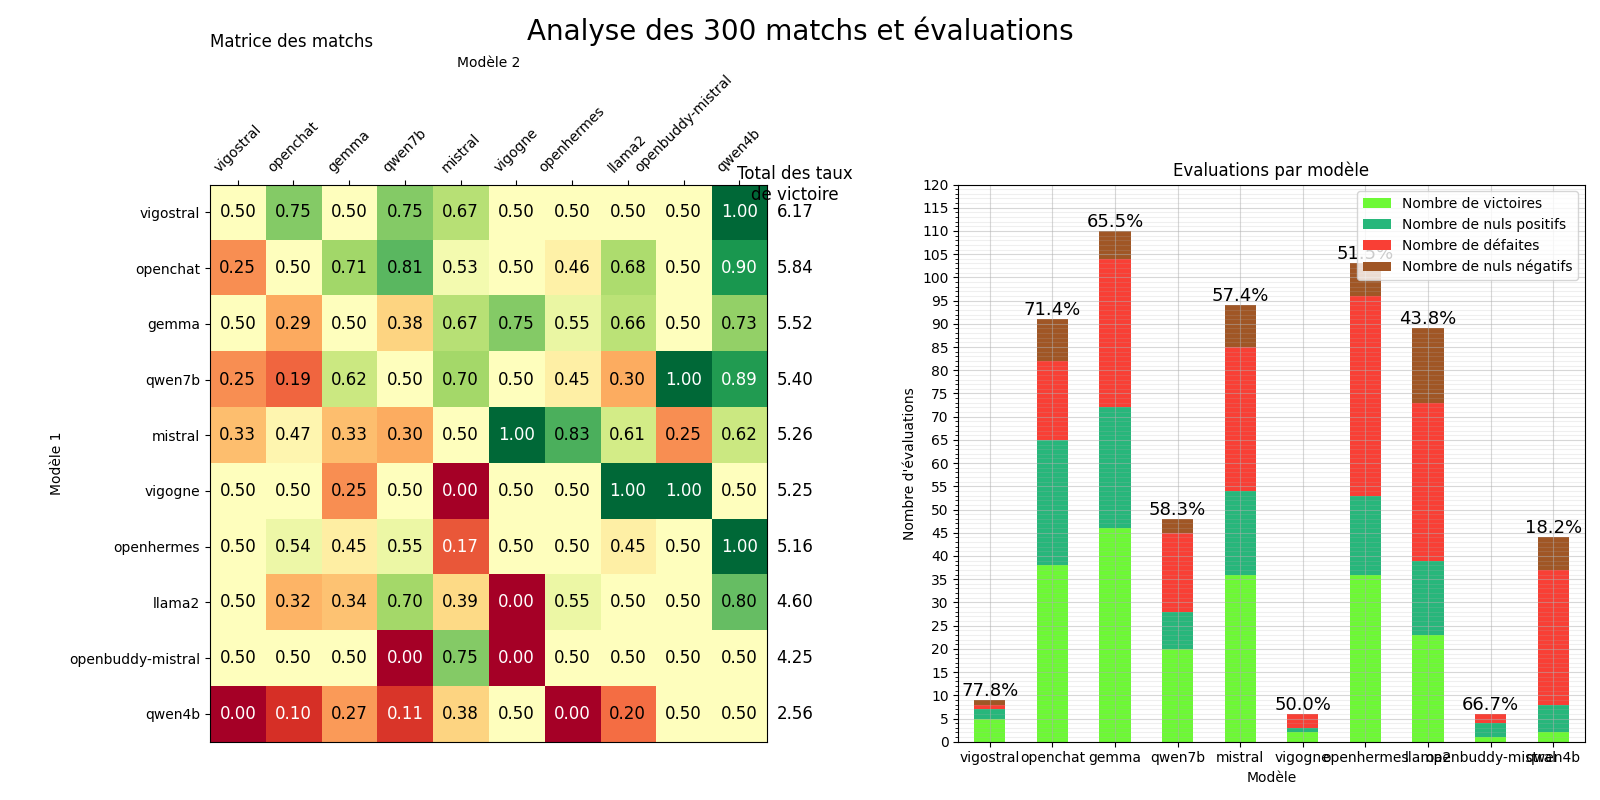 Analyse des 300 matchs et évaluations
Matrice des matchs
Modèle 2
vigostral openchat gemma qwen7b mistral vigogne openhermes llama2 openbuddy-mistral qwen4b
Total des taux
de victoire
Modèle 1
vigostral 0.50 0.75 0.50 0.75 0.67 0.50 0.50 0.50 0.50 1.00 6.17
openchat 0.25 0.50 0.71 0.81 0.53 0.50 0.46 0.68 0.50 0.90 5.84
gemma 0.50 0.29 0.50 0.38 0.67 0.75 0.55 0.66 0.50 0.73 5.52
qwen7b 0.25 0.19 0.62 0.50 0.70 0.50 0.45 0.30 1.00 0.89 5.40
mistral 0.33 0.47 0.33 0.30 0.50 1.00 0.83 0.61 0.25 0.62 5.26
vigogne 0.50 0.50 0.25 0.50 0.00 0.50 0.50 1.00 1.00 0.50 5.25
openhermes 0.50 0.54 0.45 0.55 0.17 0.50 0.50 0.45 0.50 1.00 5.16
llama2 0.50 0.32 0.34 0.70 0.39 0.00 0.55 0.50 0.50 0.80 4.60
openbuddy-mistral 0.50 0.50 0.50 0.00 0.75 0.00 0.50 0.50 0.50 0.50 4.25
qwen4b 0.00 0.10 0.27 0.11 0.38 0.50 0.00 0.20 0.50 0.50 2.56
Evaluations par modèle
Nombre de victoires
Nombre de nuls positifs
Nombre de défaites
Nombre de nuls négatifs
Nombre d'évaluations
120
115
110
105
100
95
90
85
80
75
70
65
60
55
50
45
40
35
30
25
20
15
10
5
0
77.8% 71.4% 65.5% 58.3% 57.4% 50.0% 51.5% 43.8% 66.7% 18.2%
vigostral openchat gemma qwen7b mistral vigogne openhermes llama2 openbuddy-mistral qwen4b
Modèle